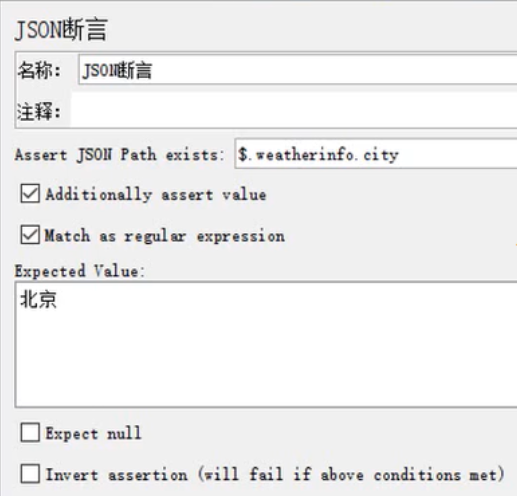 JSON断言
名称： JSON断言
注释：
Assert JSON Path exists: $.weatherinfo.city
Additionally assert value
Match as regular expression
Expected Value:
北京
Expect null
Invert assertion (will fail if above conditions met)